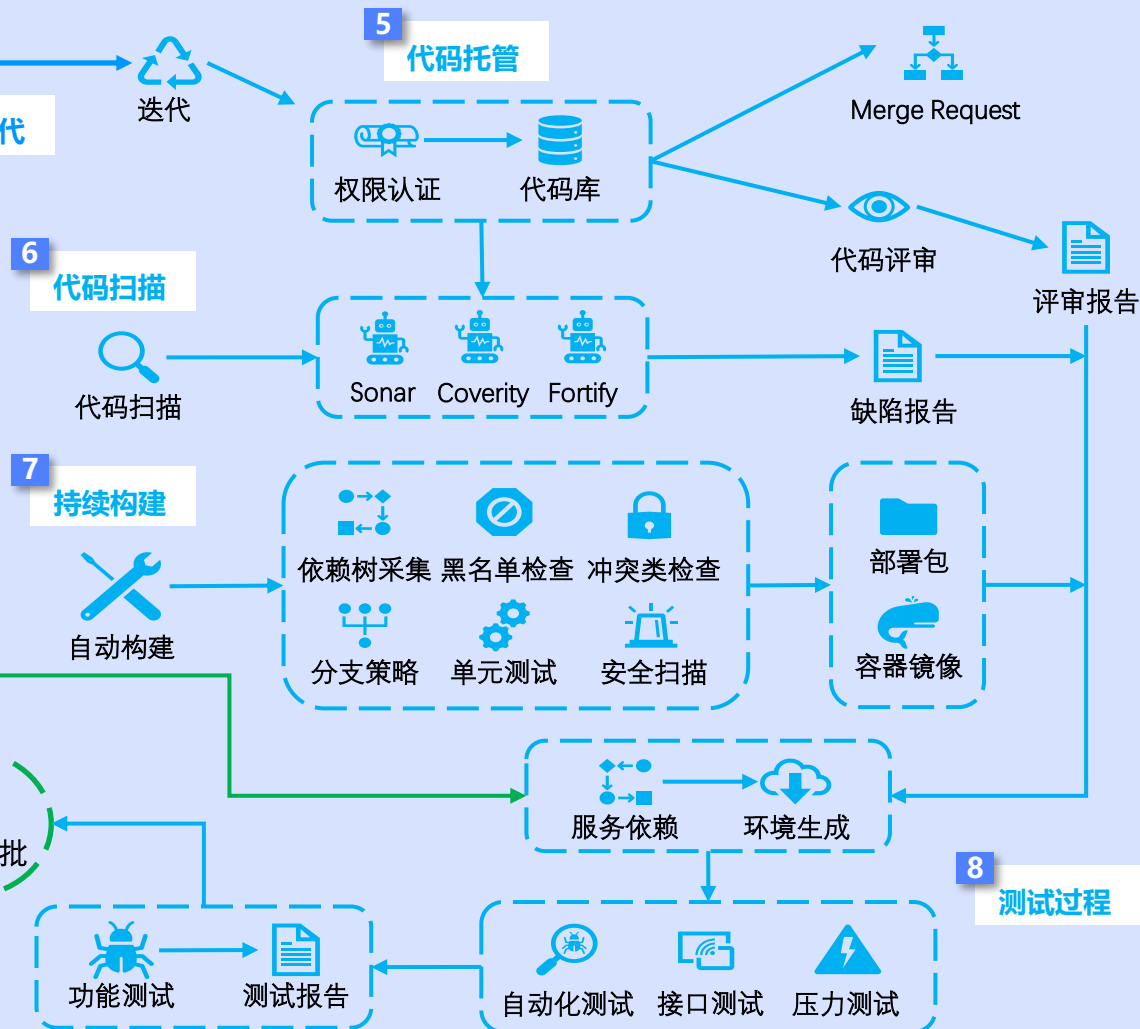 5
代码托管
迭代
代
Merge Request
权限认证
代码库
代码评审
评审报告
6
代码扫描
代码扫描
Sonar
Coverity
Fortify
缺陷报告
7
持续构建
自动构建
依赖树采集
黑名单检查
冲突类检查
分支策略
单元测试
安全扫描
部署包
容器镜像
服务依赖
环境生成
批
8
测试过程
功能测试
测试报告
自动化测试
接口测试
压力测试